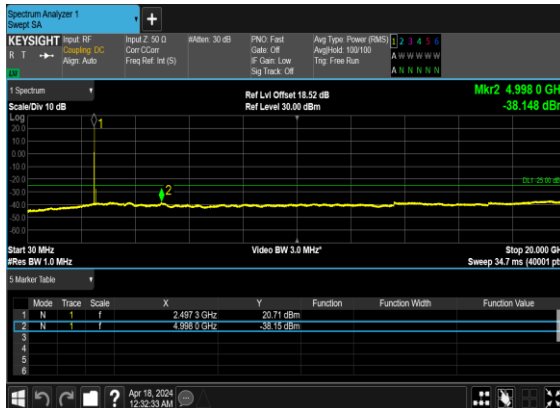 Spectrum Analyzer 1
Swept SA
+
KEYSIGHT Input: RF Input Z: 50 Ω #Atten: 30 dB PNO: Fast Avg Type: Power (RMS) 1 2 3 4 5 6
R T Coupling: DC Corr CCorr Gate: Off Avg|Hold: 100/100 A W W W W W
Align: Auto Freq Ref: Int (S) IF Gain: Low Trig: Free Run
Sig Track: Off A N N N N N
1 Spectrum
Scale/Div 10 dB
Ref Lvl Offset 18.52 dB
Ref Level 30.00 dBm
Mkr2 4.998 0 GH
-38.148 dB
Log
20.0
10.0
0.00
-10.0
-20.0
-30.0
-40.0
-50.0
-60.0
1
2
DL1 -25.00 dB
Start 30 MHz Video BW 3.0 MHz* Stop 20.000 GH
#Res BW 1.0 MHz Sweep 34.7 ms (40001 pt
5 Marker Table
Mode Trace Scale X Y Function Function Width Function Value
1 N 1 f 2.497 3 GHz 20.71 dBm
2 N 1 f 4.998 0 GHz -38.15 dBm
3
4
5
6
? Apr 18, 2024
12:32:33 AM